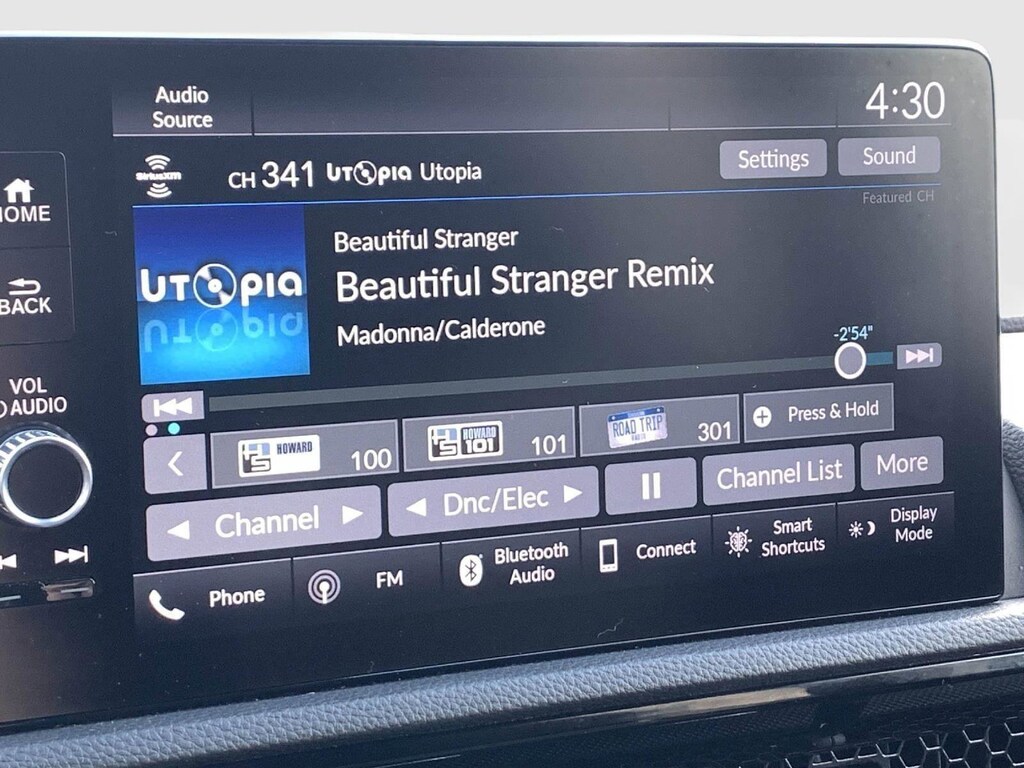 Audio
Source
4:30
SiriusXM
CH 341 UTOPIA Utopia
Settings
Sound
Featured CH
HOME
BACK
VOL
AUDIO
UTOPIA
Beautiful Stranger
Beautiful Stranger Remix
Madonna/Calderone
-2'54"
HOWARD
100
HOWARD
101
101
ROAD TRIP
RADIO
301
Press & Hold
Channel
Dnc/Elec
Channel List
More
Phone
FM
Bluetooth
Audio
Connect
Smart
Shortcuts
Display
Mode